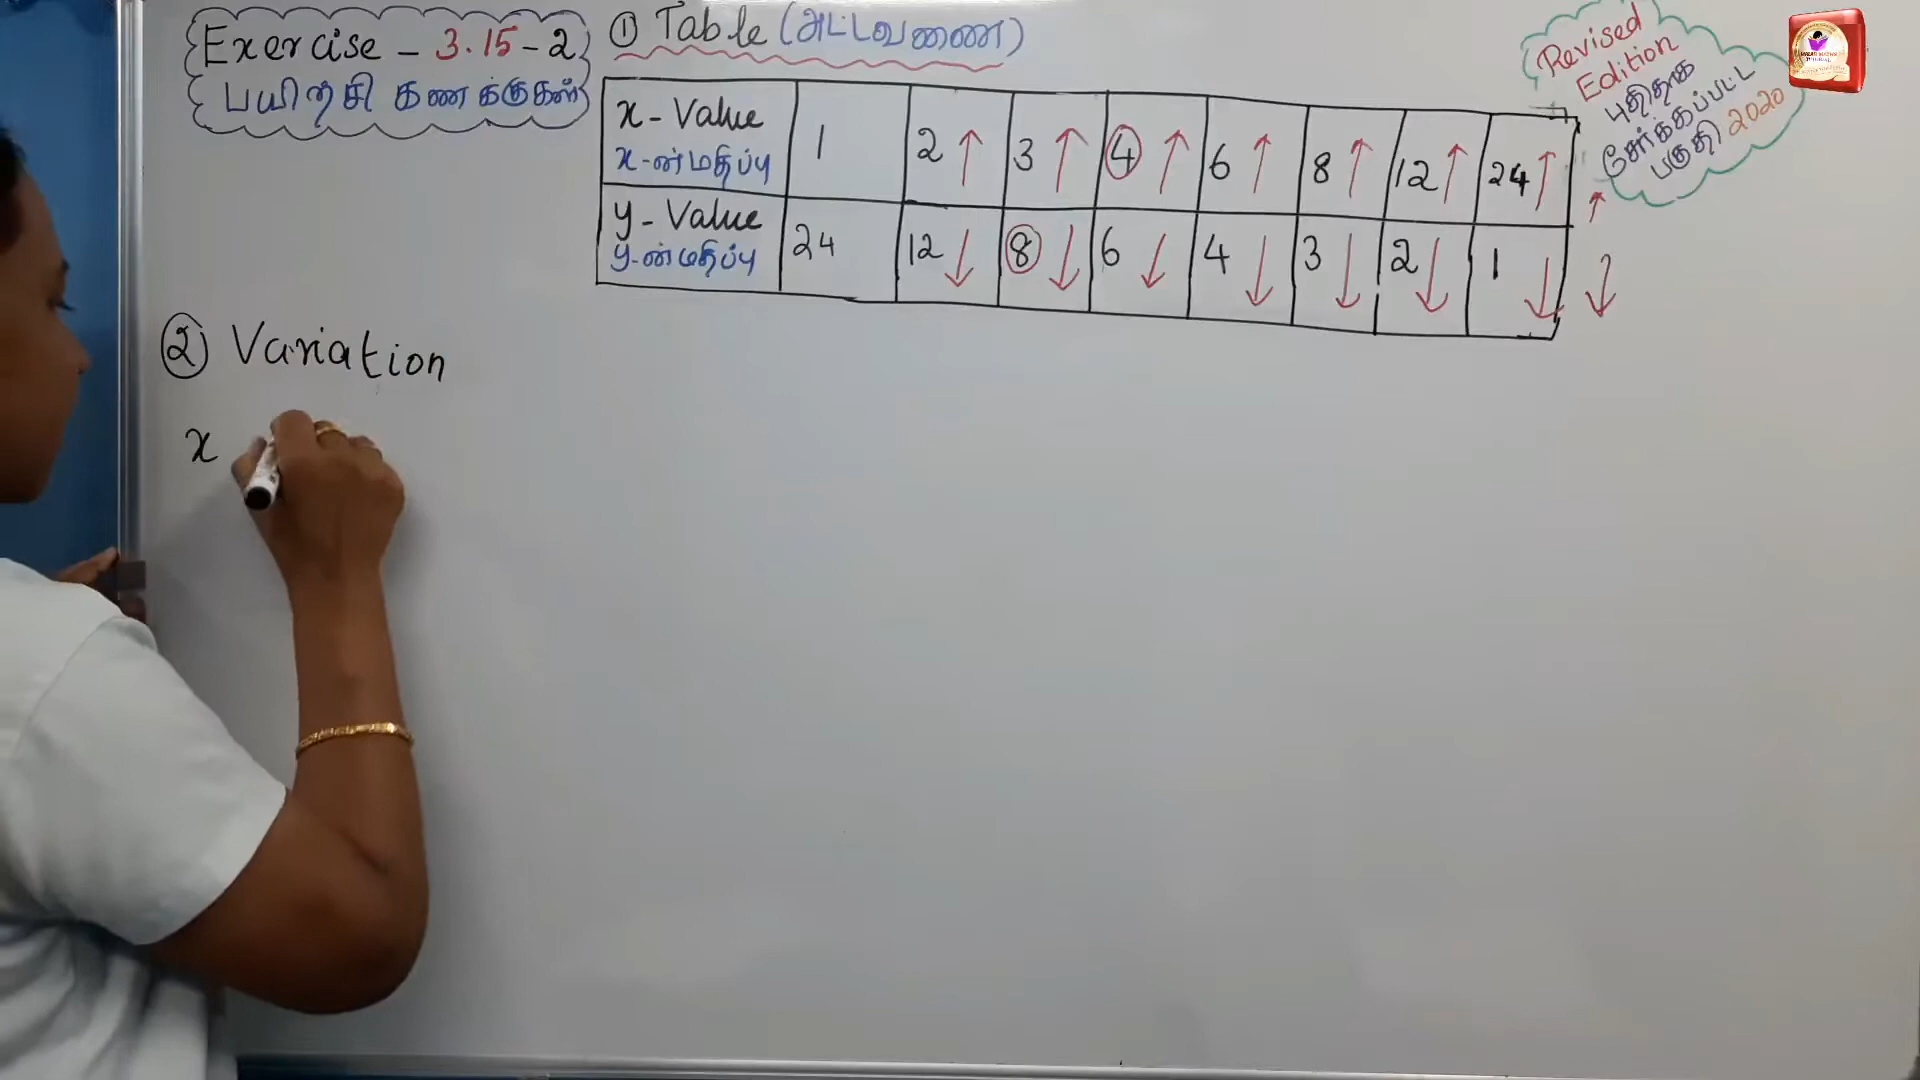 Exercise - 3.15-2
பயிற்சி கணக்குகள்
① Table (அட்டவணை)
Revised
Edition
புதிதாக
சேர்க்கப்பட்ட
பகுதி 2020
x - Value 1 2 ↑ 3 ↑ 4 ↑ 6 ↑ 8 ↑ 12 ↑ 24 ↑ ↑
x-ன் மதிப்பு
y - Value 24 12 ↓ 8 ↓ 6 ↓ 4 ↓ 3 ↓ 2 ↓ 1 ↓ ↓
y-ன் மதிப்பு
② Variation
x